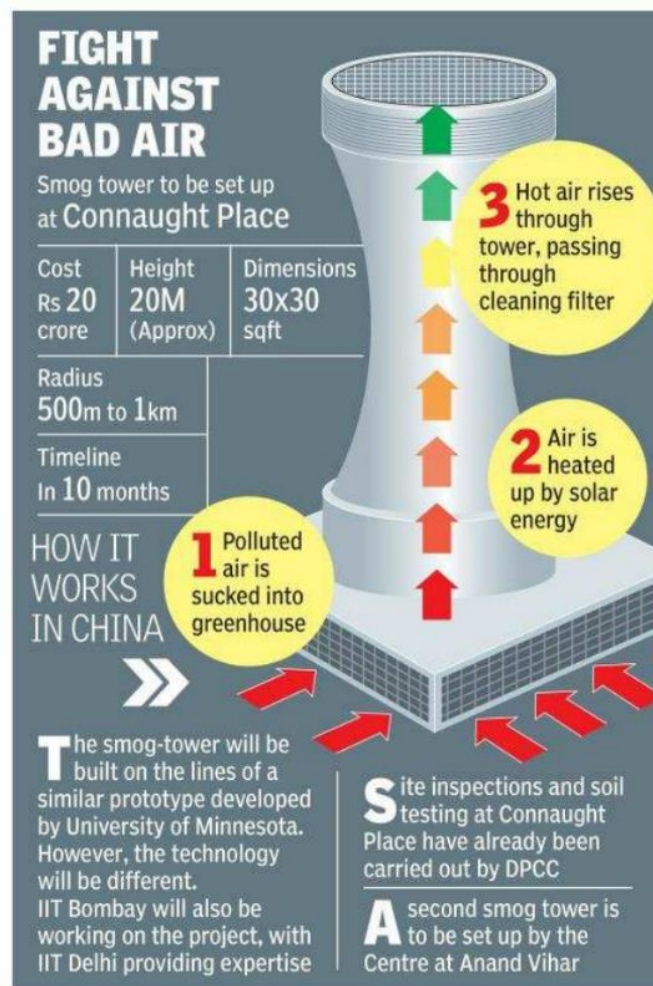 FIGHT
AGAINST
BAD AIR
Smog tower to be set up
at Connaught Place
Cost
Rs 20
crore
Height
20M
(Approx)
Dimensions
30x30
sqft
Radius
500m to 1km
Timeline
In 10 months
HOW IT
WORKS
IN CHINA
1 Polluted
air is
sucked into
greenhouse
2 Air is
heated
up by solar
energy
3 Hot air rises
through
tower, passing
through
cleaning filter
The smog-tower will be
built on the lines of a
similar prototype developed
by University of Minnesota.
However, the technology
will be different.
IIT Bombay will also be
working on the project, with
IIT Delhi providing expertise
Site inspections and soil
testing at Connaught
Place have already been
carried out by DPCC
A second smog tower is
to be set up by the
Centre at Anand Vihar